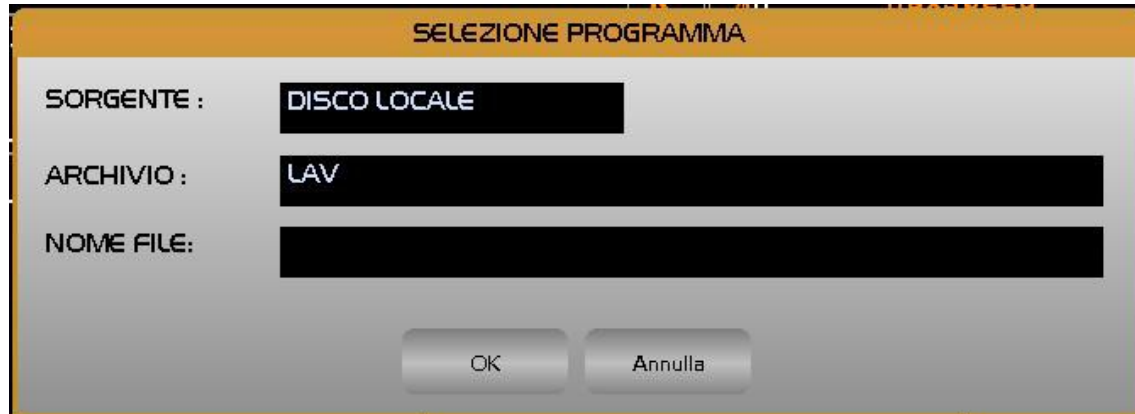 SELEZIONE PROGRAMMA
SORGENTE : DISCO LOCALE
ARCHIVIO : LAV
NOME FILE:
OK Annulla